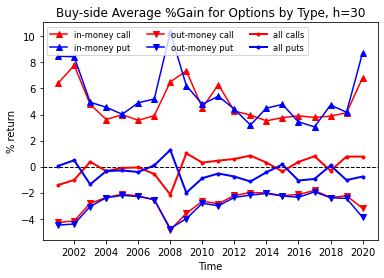 Buy-side Average %Gain for Options by Type, h=30
in-money call
in-money put
out-money call
out-money put
all calls
all puts
% return
10
8
6
4
2
0
−2
−4
2002 2004 2006 2008 2010 2012 2014 2016 2018 2020
Time